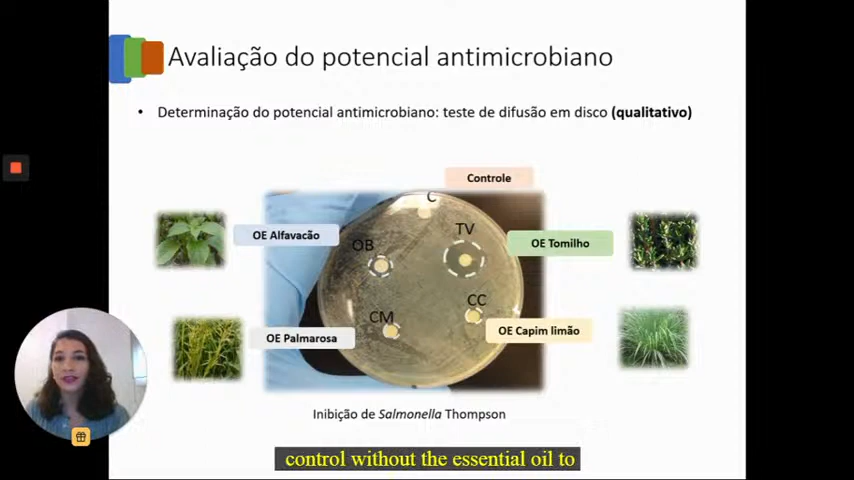 Avaliação do potencial antimicrobiano
• Determinação do potencial antimicrobiano: teste de difusão em disco (qualitativo)
Controle
C
OE Alfavacão
OB
TV
OE Tomilho
CM
CC
OE Palmarosa
OE Capim limão
Inibição de Salmonella Thompson
control without the essential oil to